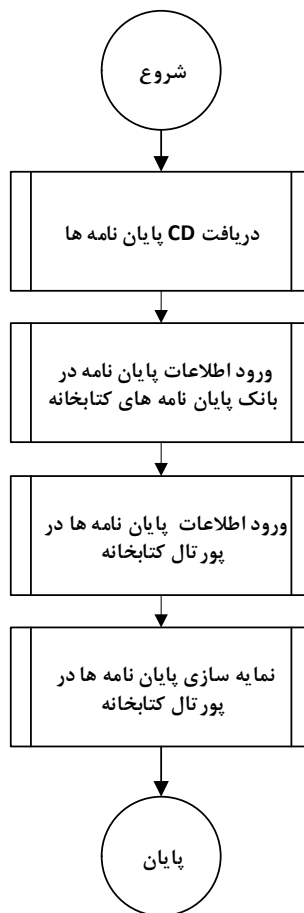 شروع
دریافت CD پایان نامه ها
ورود اطلاعات پایان نامه در
بانک پایان نامه های کتابخانه
ورود اطلاعات پایان نامه ها در
پورتال کتابخانه
نمایه سازی پایان نامه ها در
پورتال کتابخانه
پایان